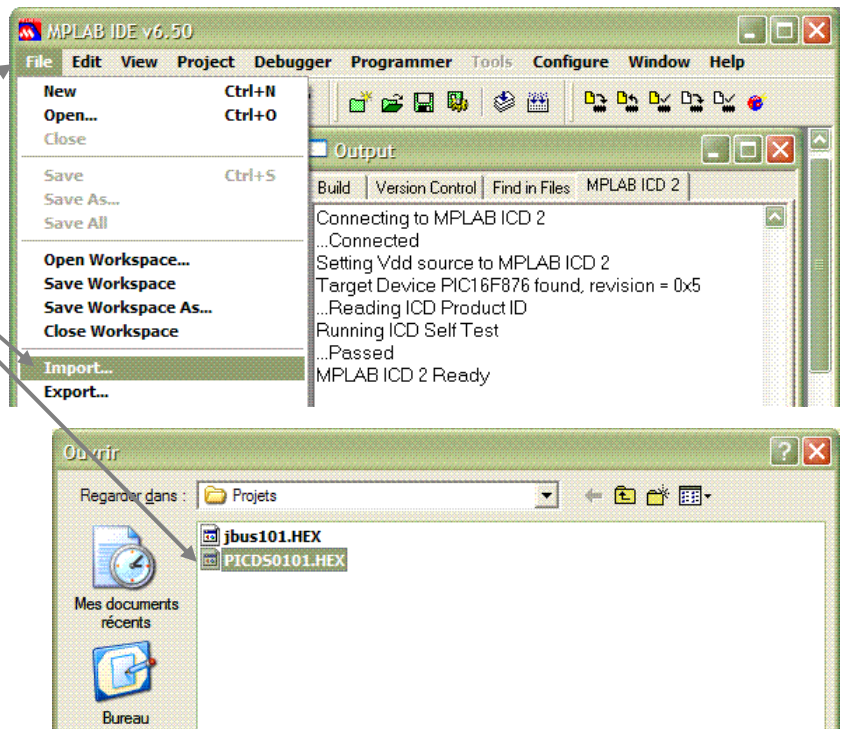 MPLAB IDE v6.50
File Edit View Project Debugger Programmer Tools Configure Window Help
New Ctrl+N
Open... Ctrl+O
Close
Save Ctrl+S
Save As...
Save All
Open Workspace...
Save Workspace
Save Workspace As...
Close Workspace
Import...
Export...
Output
Build Version Control Find in Files MPLAB ICD 2
Connecting to MPLAB ICD 2
...Connected
Setting Vdd source to MPLAB ICD 2
Target Device PIC16F876 found, revision = 0x5
...Reading ICD Product ID
Running ICD Self Test
...Passed
MPLAB ICD 2 Ready
Ouvrir
Regarder dans : Projets
jbus101.HEX
PICDS0101.HEX
Mes documents
récents
Bureau